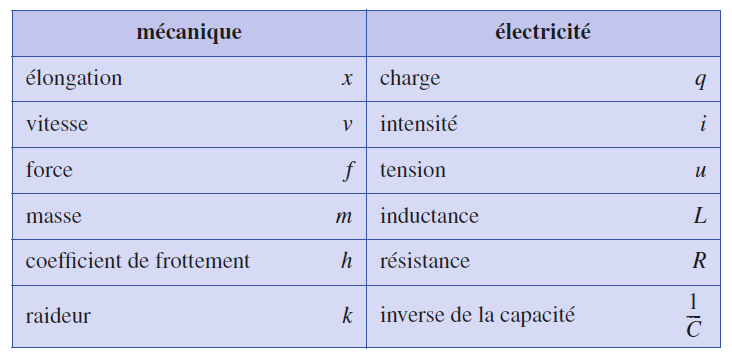 mécanique électricité
élongation x charge q
vitesse v intensité i
force f tension u
masse m inductance L
coefficient de frottement h résistance R
raideur k inverse de la capacité 1/C